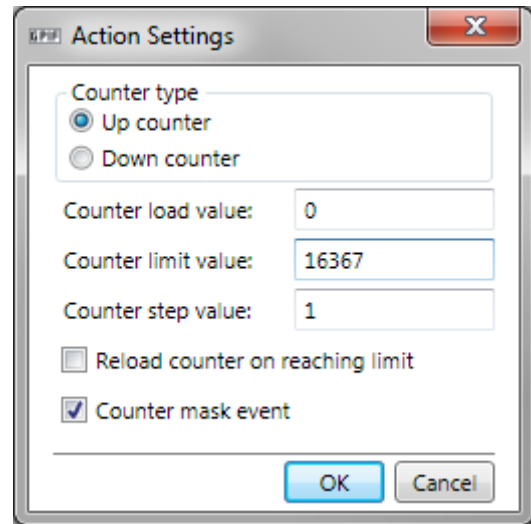 GPIF Action Settings
Counter type
Up counter
Down counter
Counter load value: 0
Counter limit value: 16367
Counter step value: 1
Reload counter on reaching limit
Counter mask event
OK Cancel